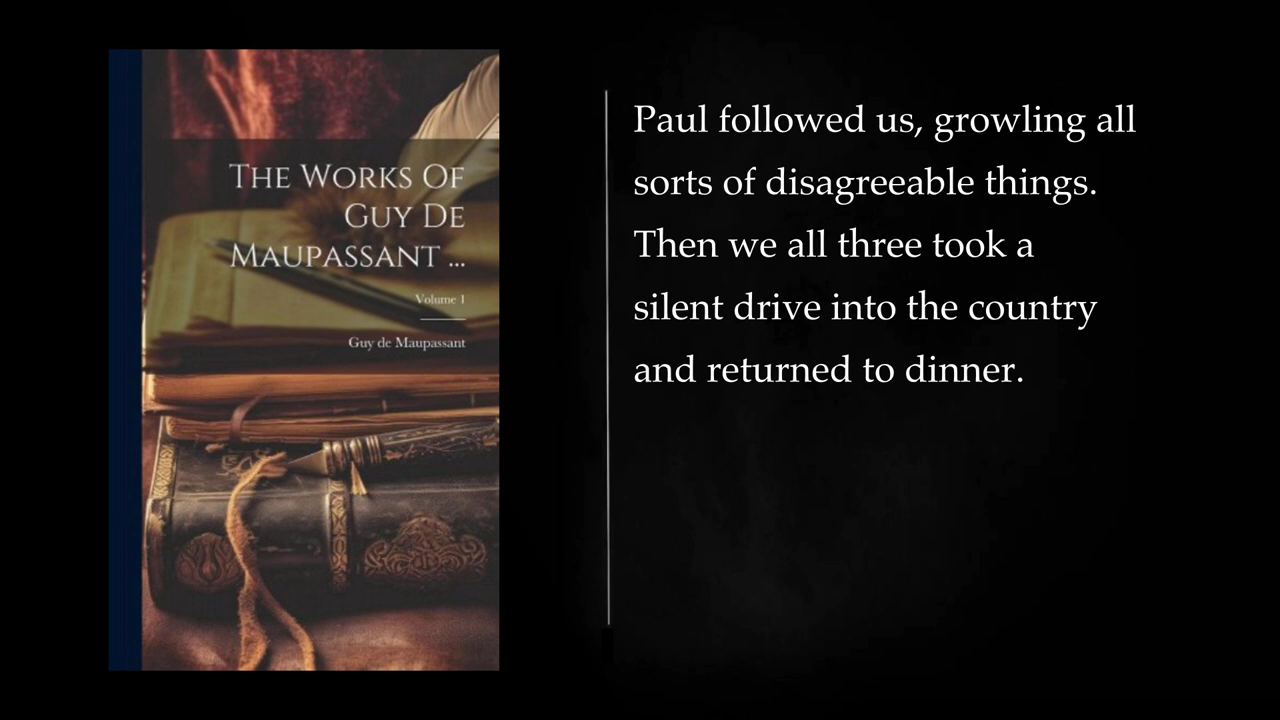 The Works Of
Guy De
Maupassant ...
Volume 1
Guy de Maupassant
Paul followed us, growling all
sorts of disagreeable things.
Then we all three took a
silent drive into the country
and returned to dinner.